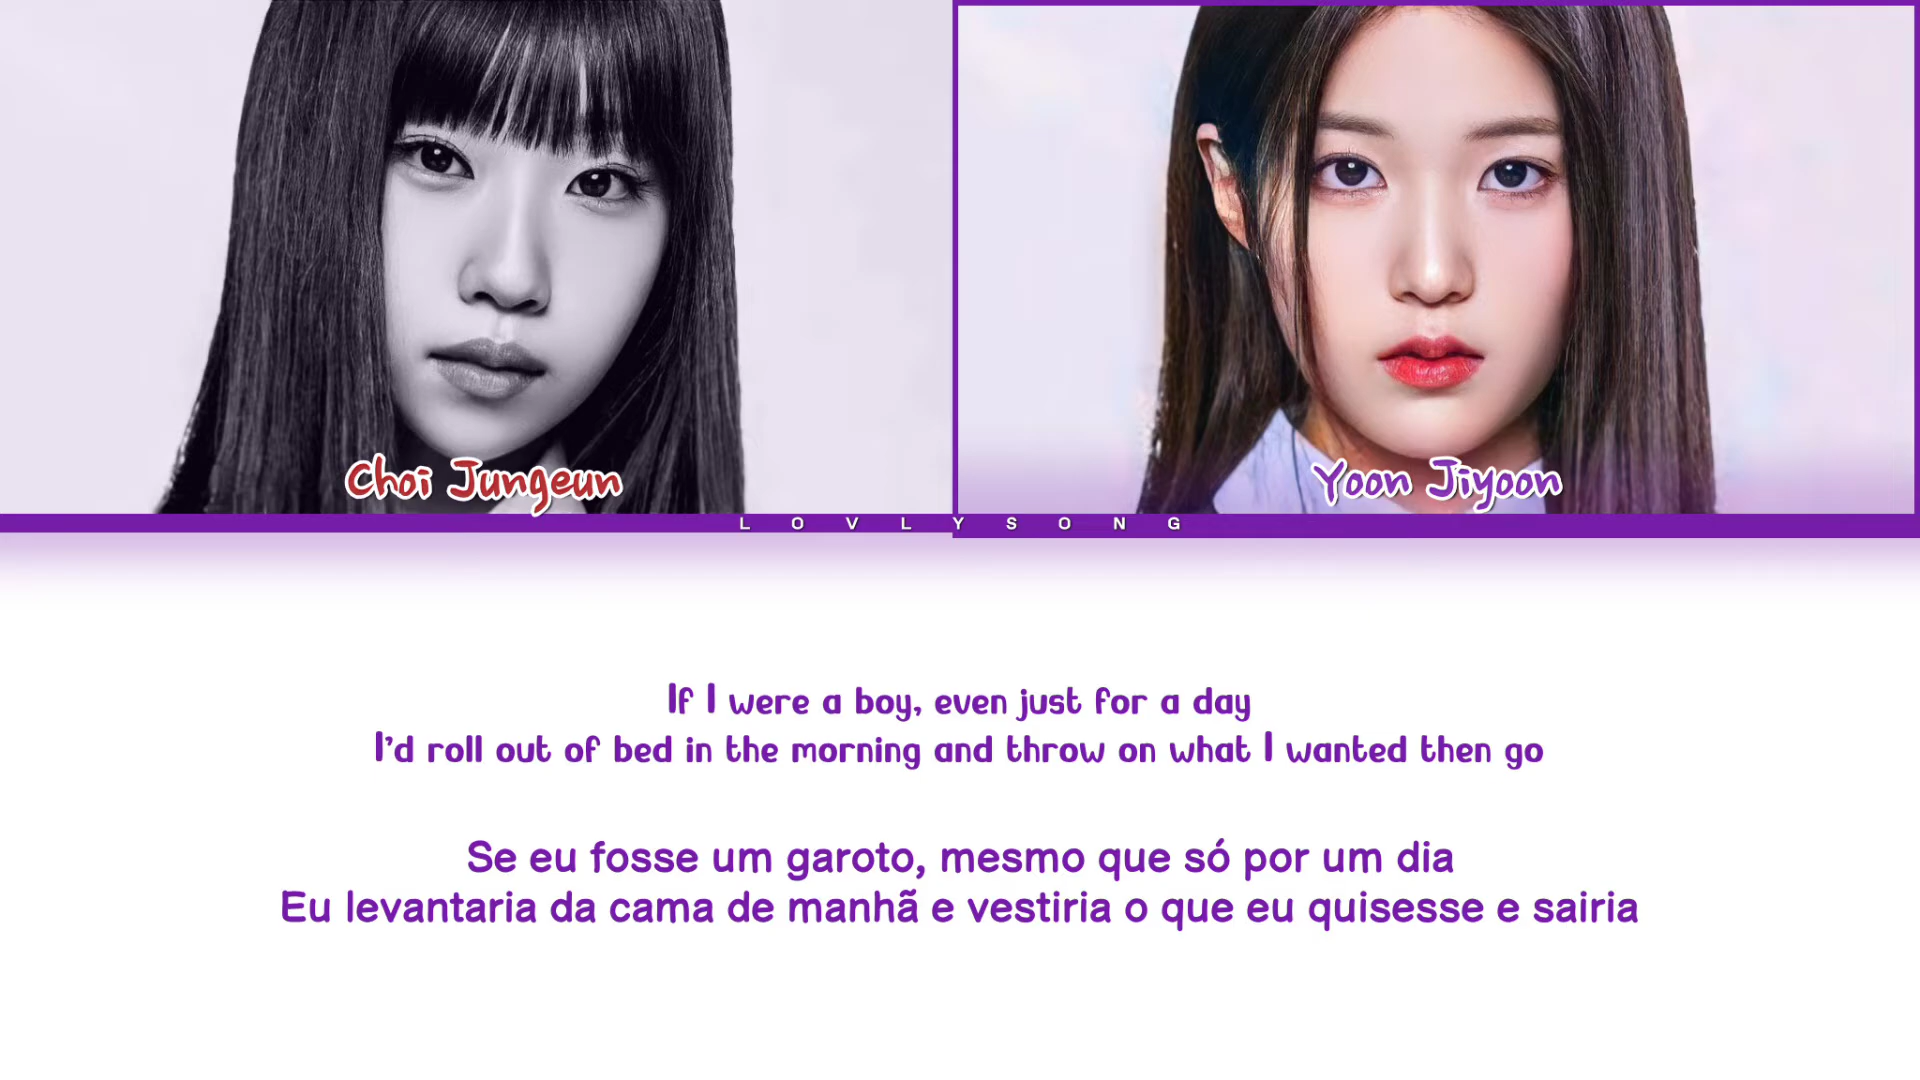 Choi Jungeun
Yoon Jiyoon
LOVLYSONG
If I were a boy, even just for a day
I'd roll out of bed in the morning and throw on what I wanted then go
Se eu fosse um garoto, mesmo que só por um dia
Eu levantaria da cama de manhã e vestiria o que eu quisesse e sairia